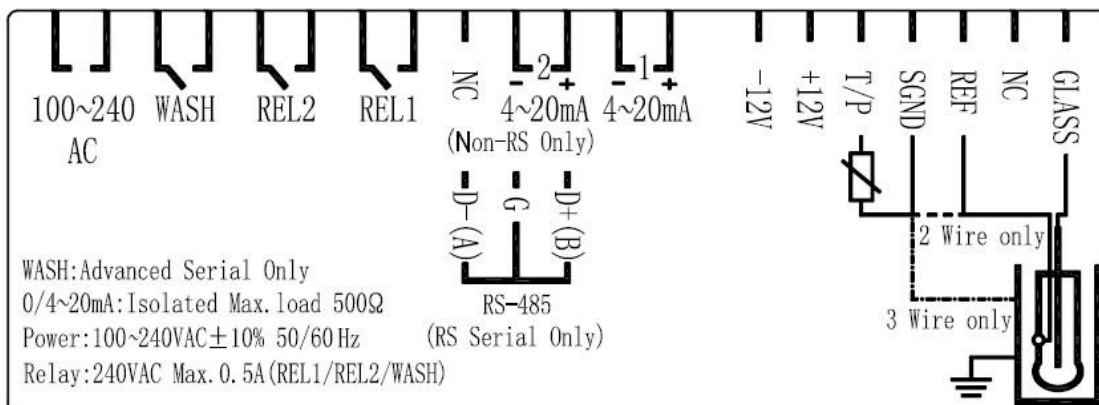 100~240
AC
WASH
REL2
REL1
NC
- 2 +
4~20mA
(Non-RS Only)
- 1 +
4~20mA
-12V
+12V
T/P
SGND
REF
NC
GLASS
D-(A)
G
D+(B)
RS-485
(RS Serial Only)
2 Wire only
3 Wire only
WASH:Advanced Serial Only
0/4~20mA:Isolated Max.load 500Ω
Power:100~240VAC±10% 50/60Hz
Relay:240VAC Max.0.5A(REL1/REL2/WASH)